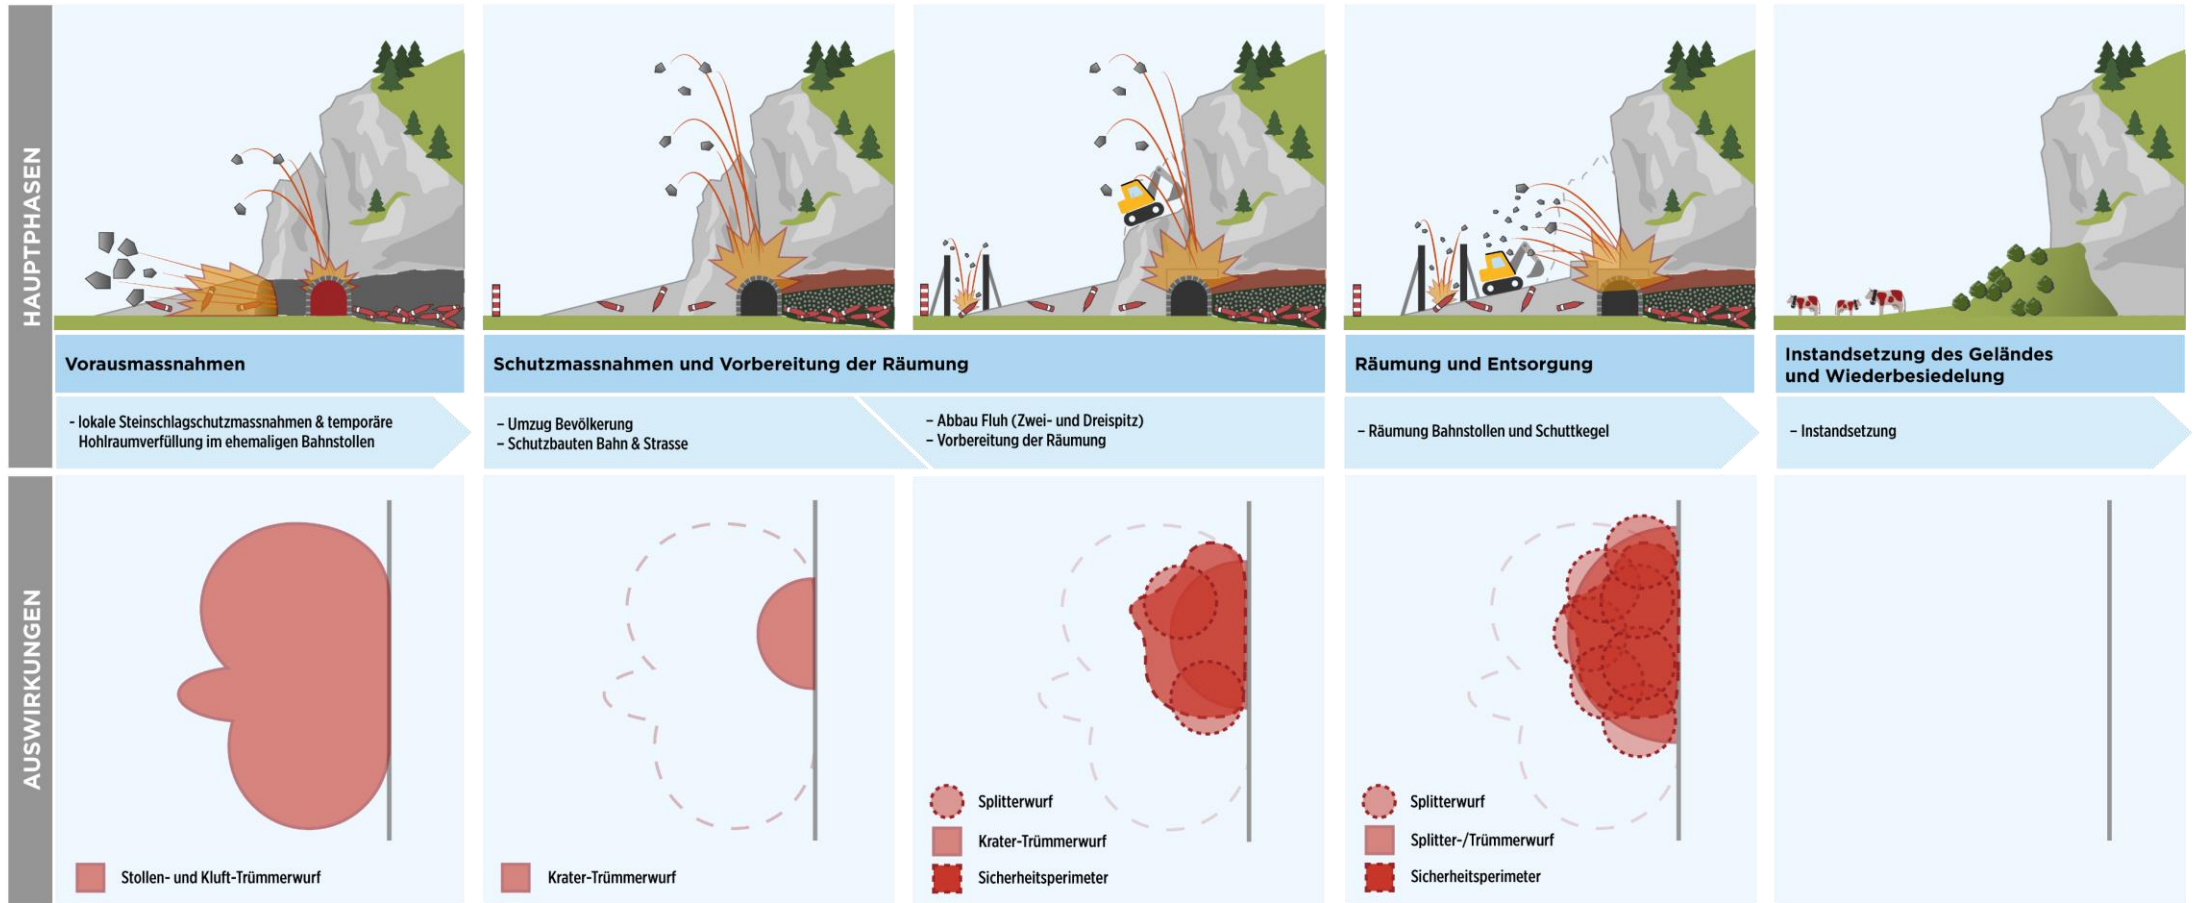 HAUPTPHASEN
Vorausmassnahmen
Schutzmassnahmen und Vorbereitung der Räumung
Räumung und Entsorgung
Instandsetzung des Geländes
und Wiederbesiedelung
- lokale Steinschlagschutzmassnahmen & temporäre
Hohlraumverfüllung im ehemaligen Bahnstollen
– Umzug Bevölkerung
– Schutzbauten Bahn & Strasse
– Abbau Fluh (Zwei- und Dreispitz)
– Vorbereitung der Räumung
– Räumung Bahnstollen und Schuttkegel
– Instandsetzung
AUSWIRKUNGEN
Stollen- und Kluft-Trümmerwurf
Krater-Trümmerwurf
Splitterwurf
Krater-Trümmerwurf
Sicherheitsperimeter
Splitterwurf
Splitter-/Trümmerwurf
Sicherheitsperimeter